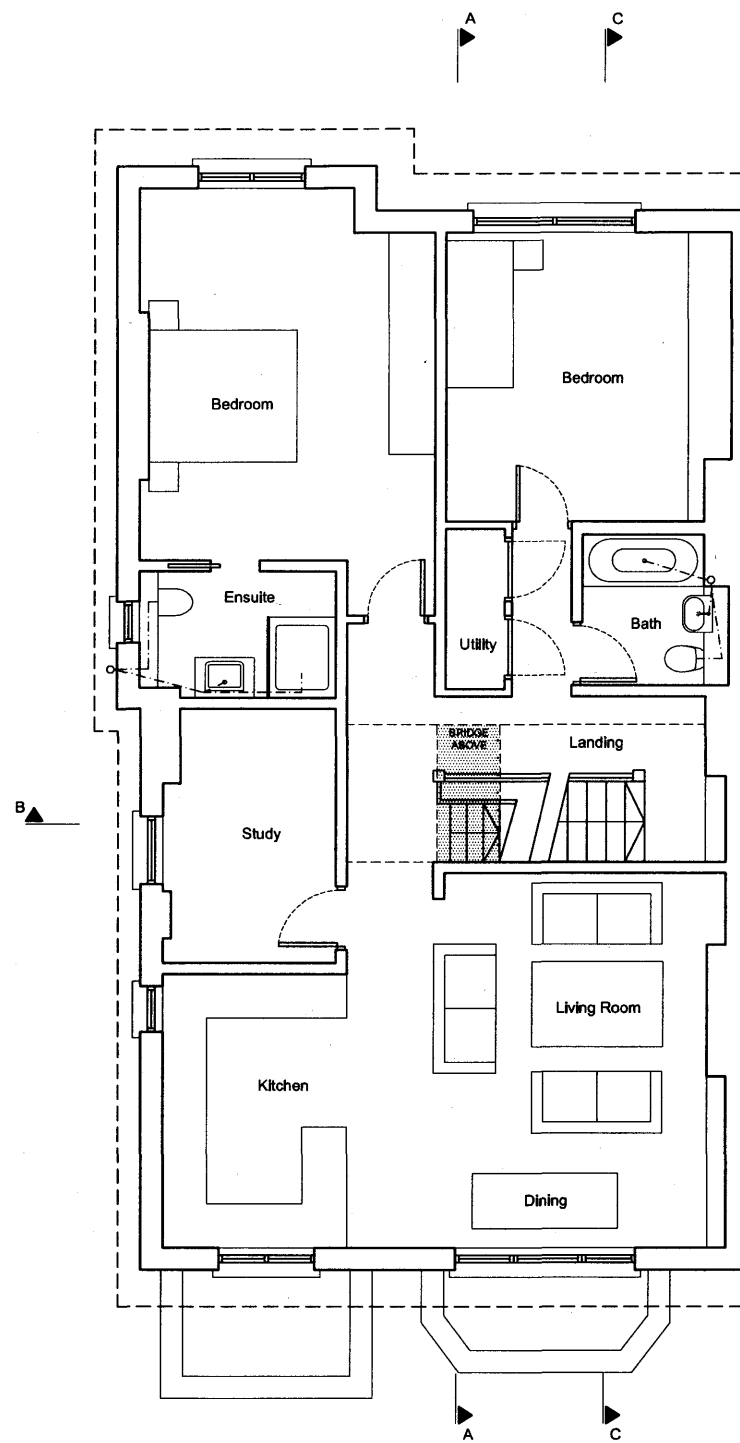 A
C
Bedroom
Bedroom
Ensuite
Bath
Utility
BRIDGE
ABOVE
Landing
B
Study
Living Room
Kitchen
Dining
A
C